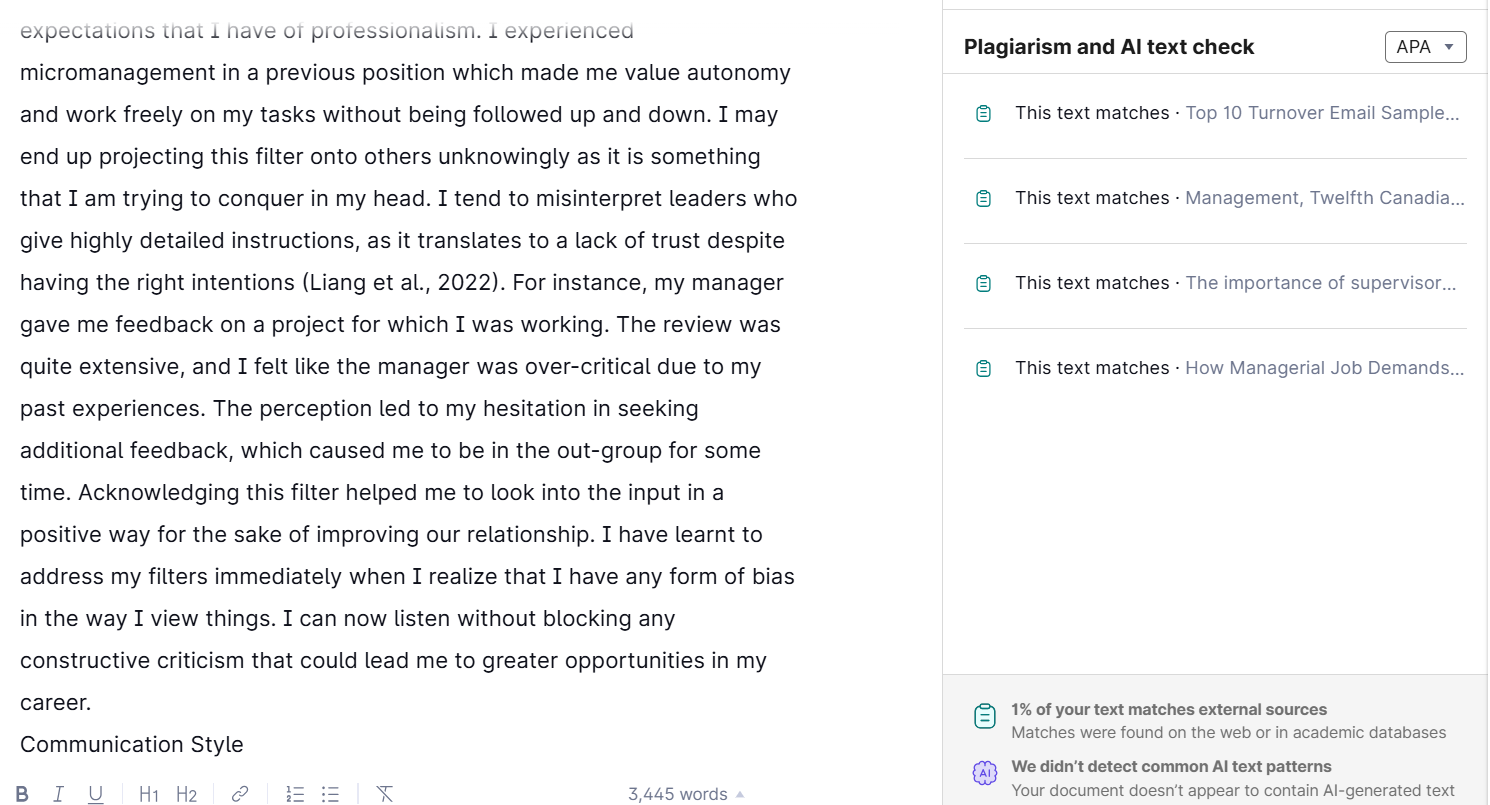 expectations that I have of professionalism. I experienced
micromanagement in a previous position which made me value autonomy
and work freely on my tasks without being followed up and down. I may
end up projecting this filter onto others unknowingly as it is something
that I am trying to conquer in my head. I tend to misinterpret leaders who
give highly detailed instructions, as it translates to a lack of trust despite
having the right intentions (Liang et al., 2022). For instance, my manager
gave me feedback on a project for which I was working. The review was
quite extensive, and I felt like the manager was over-critical due to my
past experiences. The perception led to my hesitation in seeking
additional feedback, which caused me to be in the out-group for some
time. Acknowledging this filter helped me to look into the input in a
positive way for the sake of improving our relationship. I have learnt to
address my filters immediately when I realize that I have any form of bias
in the way I view things. I can now listen without blocking any
constructive criticism that could lead me to greater opportunities in my
career.
Communication Style
B I U H1 H2 3,445 words
Plagiarism and AI text check APA
This text matches · Top 10 Turnover Email Sample...
This text matches · Management, Twelfth Canadia...
This text matches · The importance of supervisor...
This text matches · How Managerial Job Demands...
1% of your text matches external sources
Matches were found on the web or in academic databases
AI We didn't detect common AI text patterns
Your document doesn't appear to contain AI-generated text